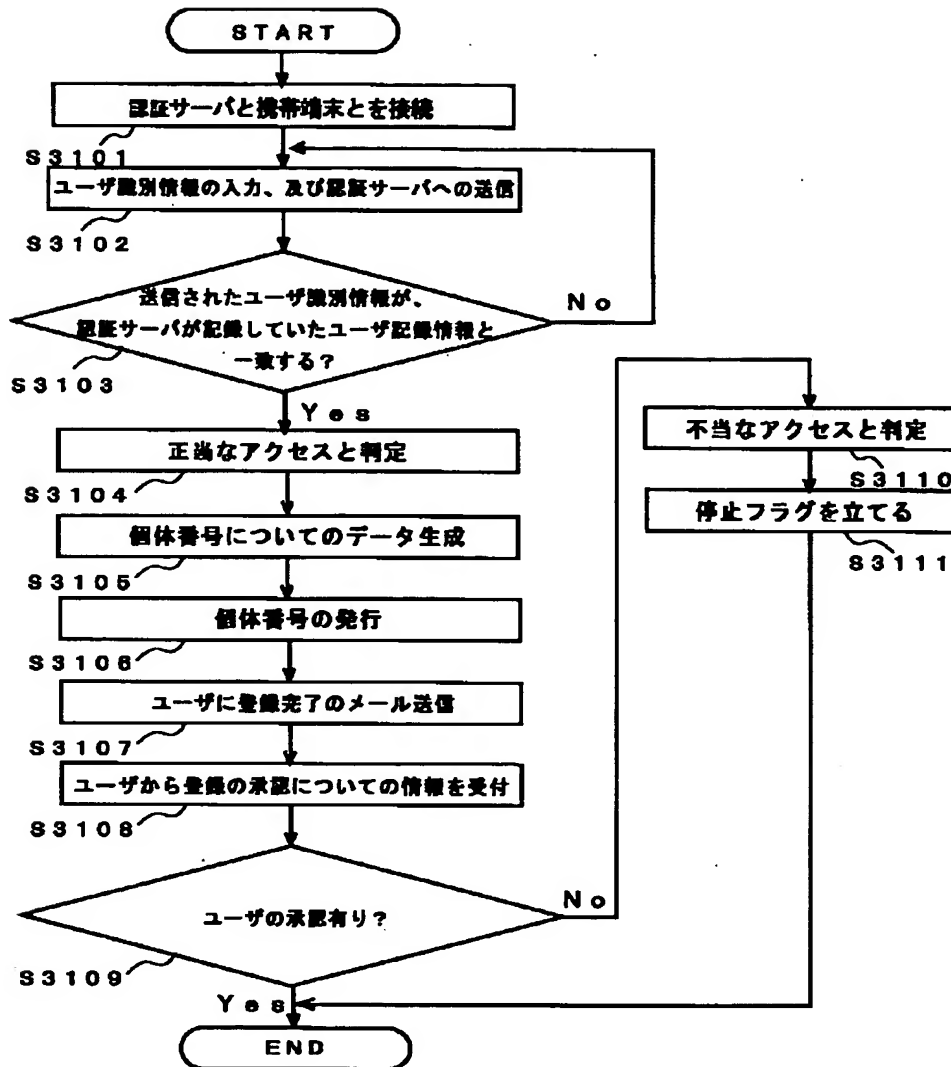 START
認証サーバと携帯端末とを接続
S3101
ユーザ識別情報の入力、及び認証サーバへの送信
S3102
送信されたユーザ識別情報が、
認証サーバが記録していたユーザ記録情報と
一致する?
No
S3103
Yes
正当なアクセスと判定
S3104
個体番号についてのデータ生成
S3105
個体番号の発行
S3106
ユーザに登録完了のメール送信
S3107
ユーザから登録の承認についての情報を受付
S3108
ユーザの承認有り?
No
S3109
Yes
END
不当なアクセスと判定
S3110
停止フラグを立てる
S3111